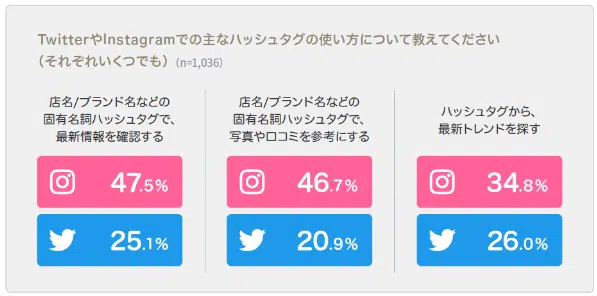 TwitterやInstagramでの主なハッシュタグの使い方について教えてください
（それぞれいくつでも）（n=1,036）
店名/ブランド名などの
固有名詞ハッシュタグで、
最新情報を確認する
47.5%
25.1%
店名/ブランド名などの
固有名詞ハッシュタグで、
写真や口コミを参考にする
46.7%
20.9%
ハッシュタグから、
最新トレンドを探す
34.8%
26.0%